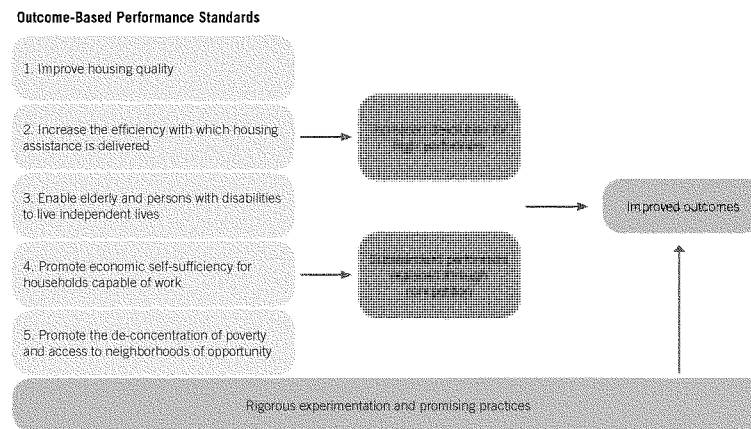 Outcome-Based Performance Standards
1. Improve housing quality
2. Increase the efficiency with which housing
assistance is delivered
3. Enable elderly and persons with disabilities
to live independent lives
4. Promote economic self-sufficiency for
households capable of work
5. Promote the de-concentration of poverty
and access to neighborhoods of opportunity
Improved outcomes
Rigorous experimentation and promising practices